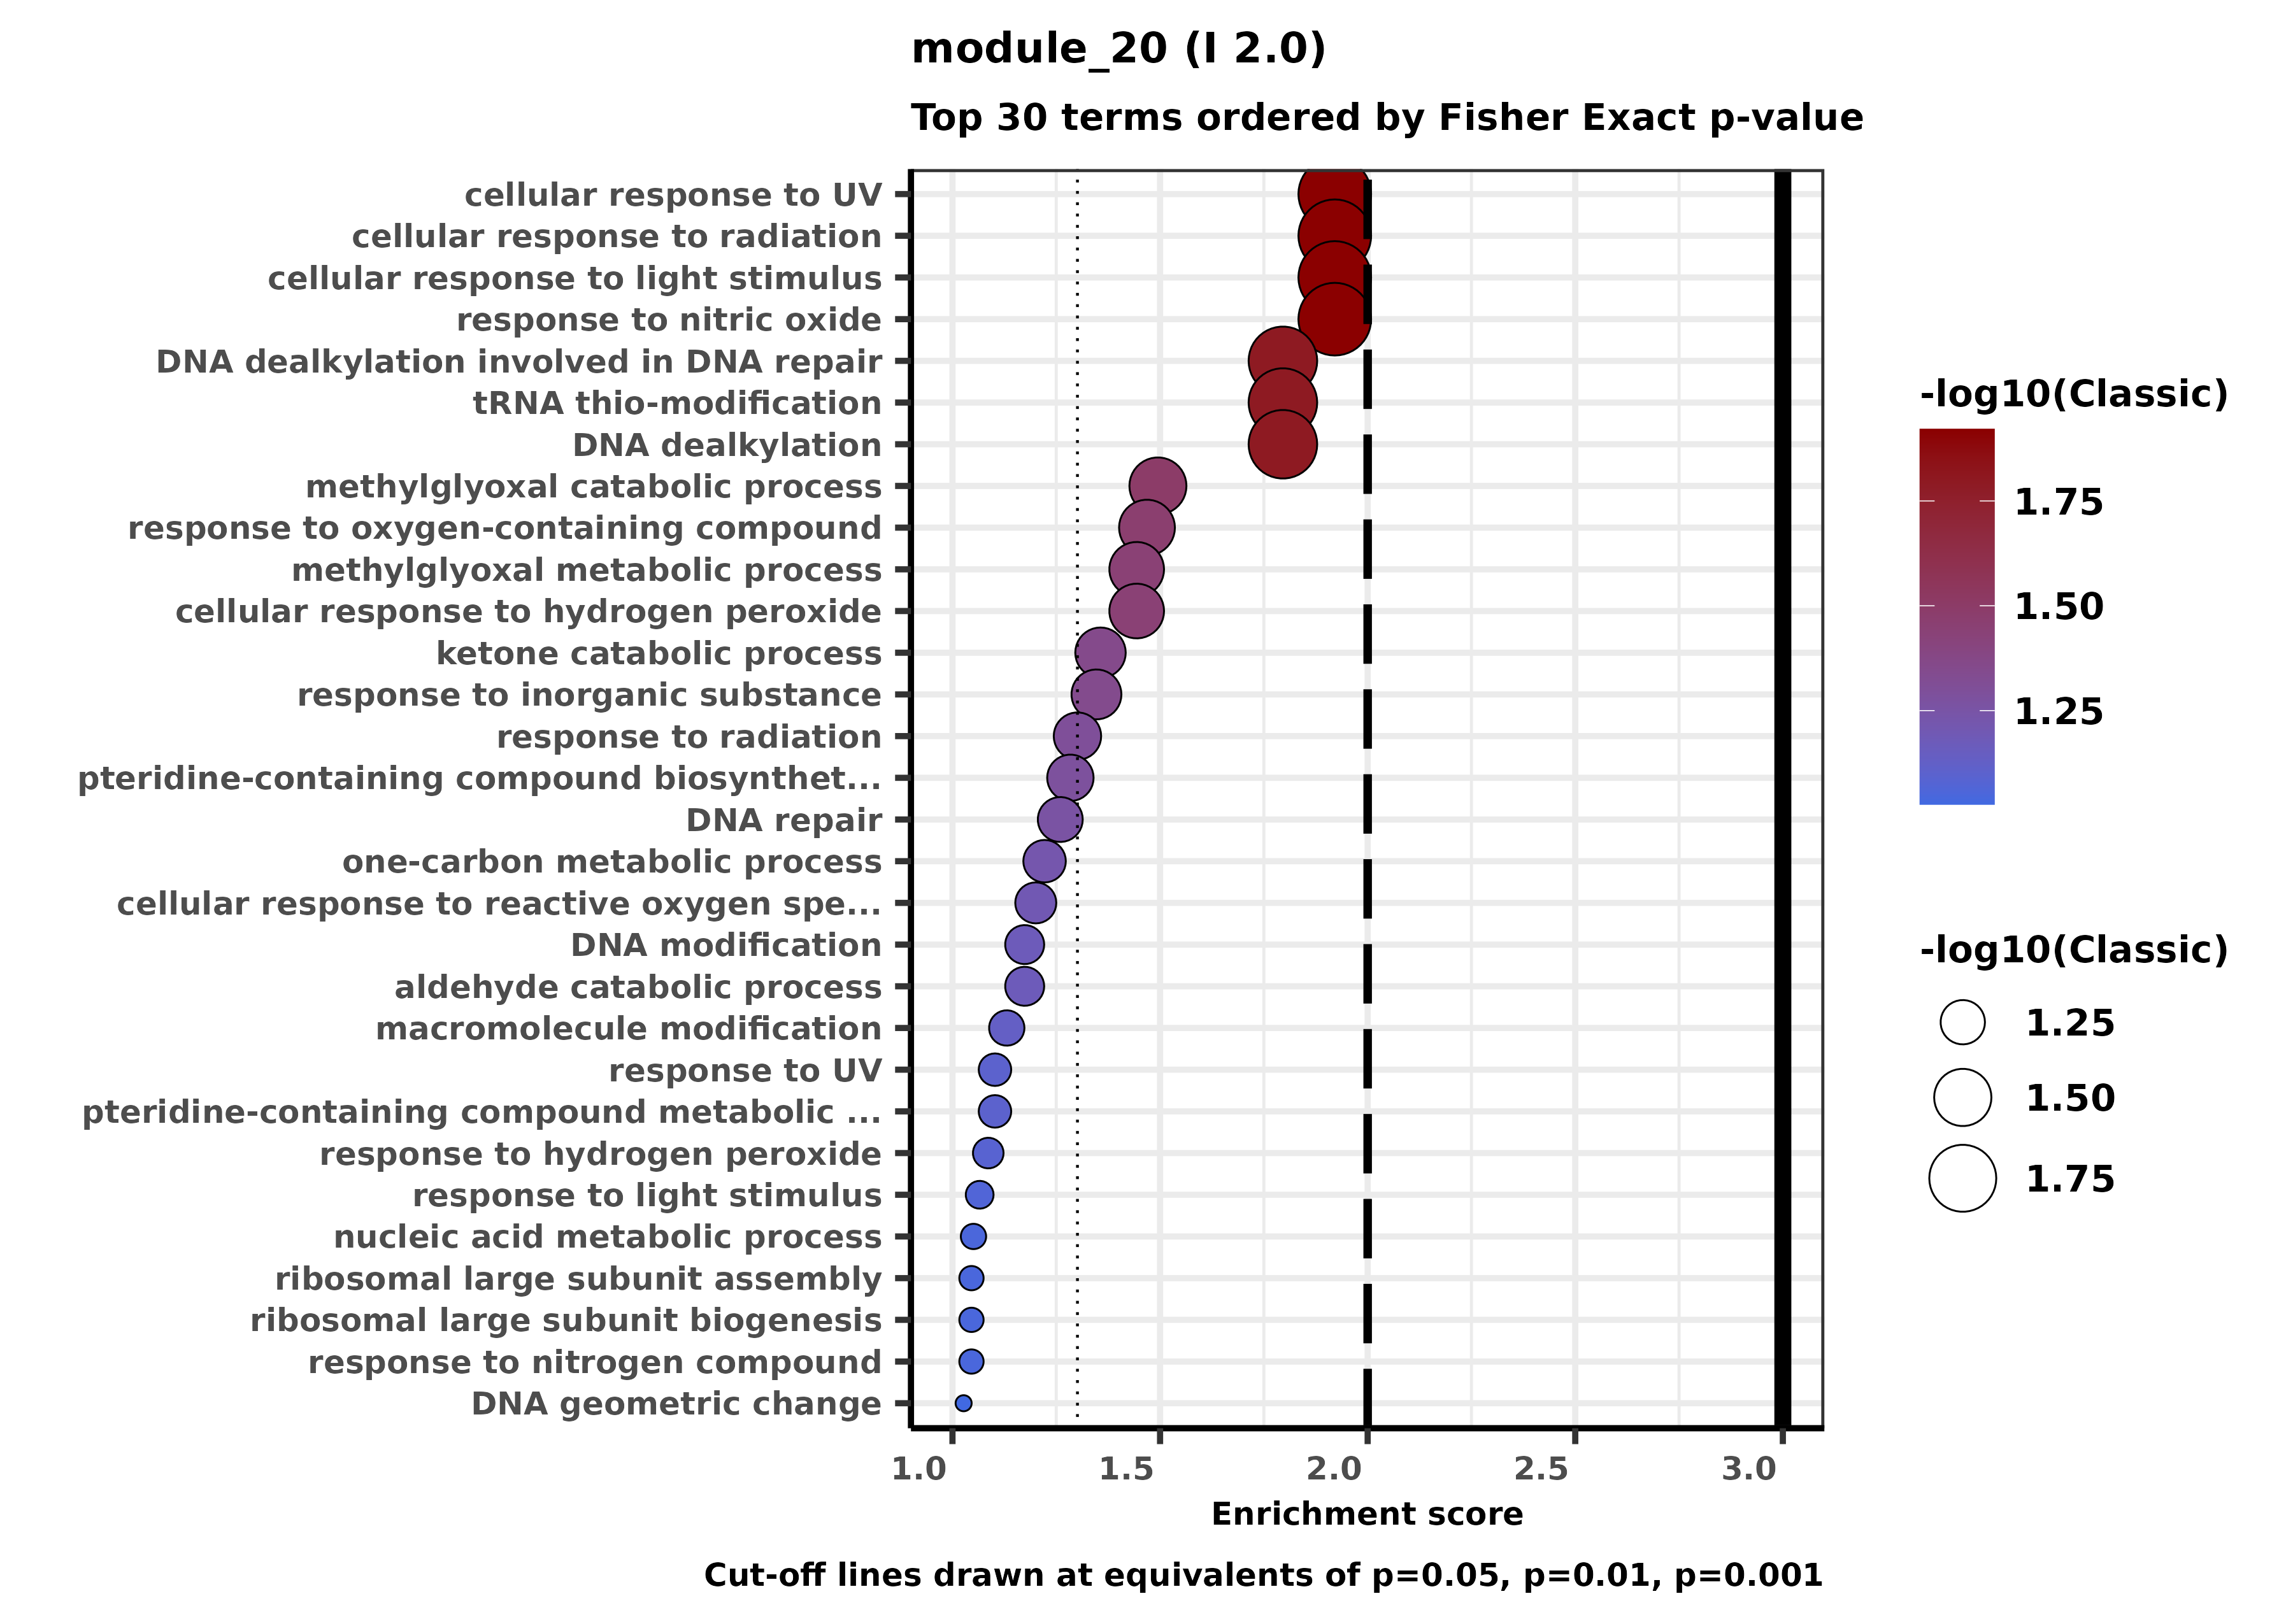 module_20 (I 2.0)
Top 30 terms ordered by Fisher Exact p-value
cellular response to UV
cellular response to radiation
cellular response to light stimulus
response to nitric oxide
DNA dealkylation involved in DNA repair
tRNA thio-modification
DNA dealkylation
methylglyoxal catabolic process
response to oxygen-containing compound
methylglyoxal metabolic process
cellular response to hydrogen peroxide
ketone catabolic process
response to inorganic substance
response to radiation
pteridine-containing compound biosynthet...
DNA repair
one-carbon metabolic process
cellular response to reactive oxygen spe...
DNA modification
aldehyde catabolic process
macromolecule modification
response to UV
pteridine-containing compound metabolic ...
response to hydrogen peroxide
response to light stimulus
nucleic acid metabolic process
ribosomal large subunit assembly
ribosomal large subunit biogenesis
response to nitrogen compound
DNA geometric change
1.0 1.5 2.0 2.5 3.0
Enrichment score
Cut-off lines drawn at equivalents of p=0.05, p=0.01, p=0.001
-log10(Classic)
1.75
1.50
1.25
-log10(Classic)
1.25
1.50
1.75